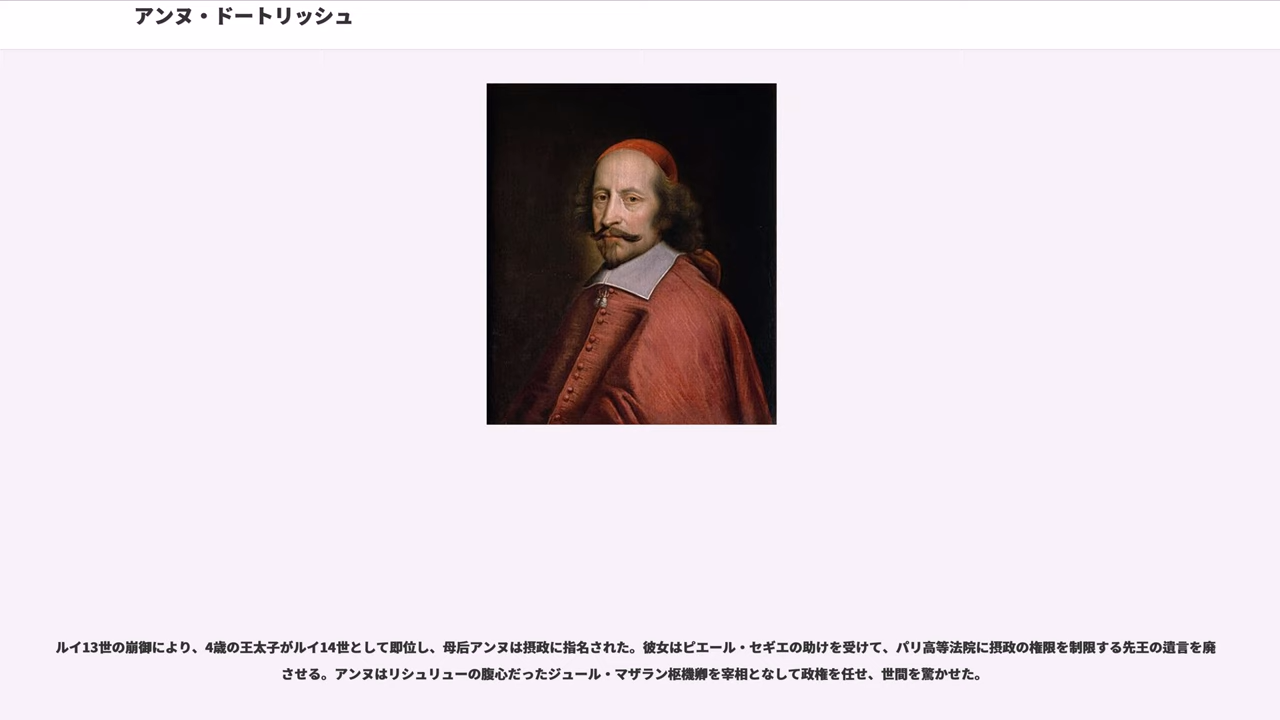 アンヌ・ドートリッシュ
ルイ13世の崩御により、4歳の王太子がルイ14世として即位し、母后アンヌは摂政に指名された。彼女はピエール・セギエの助けを受けて、パリ高等法院に摂政の権限を制限する先王の遺言を廃
させる。アンヌはリシュリューの腹心だったジュール・マザラン枢機卿を宰相となして政権を任せ、世間を驚かせた。